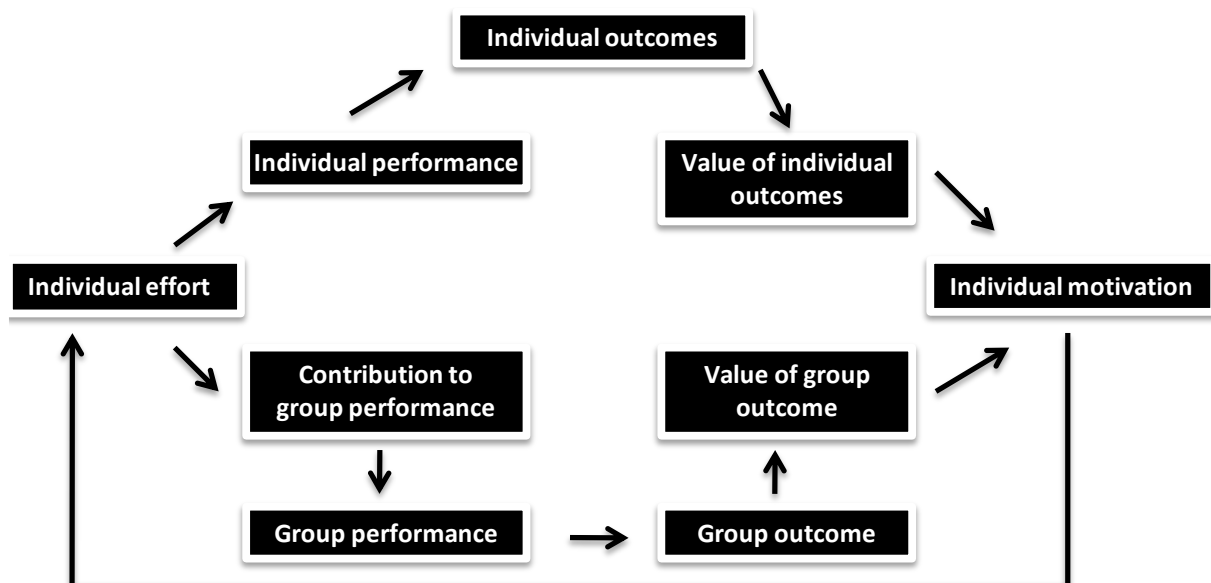 Individual outcomes
Individual performance
Value of individual
outcomes
Individual effort
Individual motivation
Contribution to
group performance
Value of group
outcome
Group performance
Group outcome